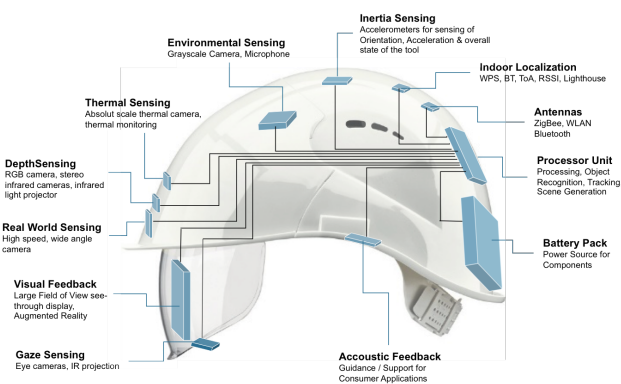 Inertia Sensing
Accelerometers for sensing of
Orientation, Acceleration & overall
state of the tool
Environmental Sensing
Grayscale Camera, Microphone
Indoor Localization
WPS, BT, ToA, RSSI, Lighthouse
Thermal Sensing
Absolut scale thermal camera,
thermal monitoring
Antennas
ZigBee, WLAN
Bluetooth
DepthSensing
RGB camera, stereo
infrared cameras, infrared
light projector
Processor Unit
Processing, Object
Recognition, Tracking
Scene Generation
Real World Sensing
High speed, wide angle
camera
Battery Pack
Power Source for
Components
Visual Feedback
Large Field of View see-
through display,
Augmented Reality
Gaze Sensing
Eye cameras, IR projection
Accoustic Feedback
Guidance / Support for
Consumer Applications